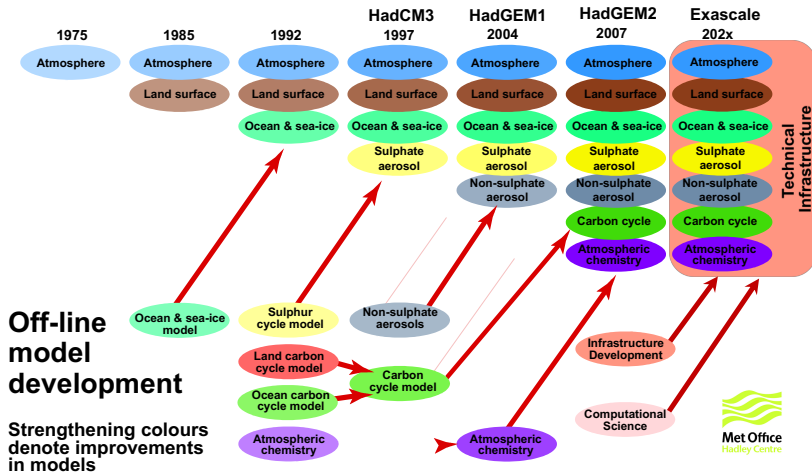 HadCM3 HadGEM1 HadGEM2 Exascale
1975 1985 1992 1997 2004 2007 202x
Atmosphere Atmosphere Atmosphere Atmosphere Atmosphere Atmosphere Atmosphere
Land surface Land surface Land surface Land surface Land surface Land surface
Ocean & sea-ice Ocean & sea-ice Ocean & sea-ice Ocean & sea-ice Ocean & sea-ice
Sulphate Sulphate Sulphate Sulphate
aerosol aerosol aerosol aerosol
Non-sulphate Non-sulphate Non-sulphate
aerosol aerosol aerosol
Carbon cycle Carbon cycle
Atmospheric Atmospheric
chemistry chemistry
Technical
Infrastructure
Off-line
model
development
Ocean & sea-ice
model
Sulphur
cycle model
Non-sulphate
aerosols
Land carbon
cycle model
Carbon
cycle model
Ocean carbon
cycle model
Atmospheric
chemistry
Atmospheric
chemistry
Infrastructure
Development
Computational
Science
Strengthening colours
denote improvements
in models
Met Office
Hadley Centre